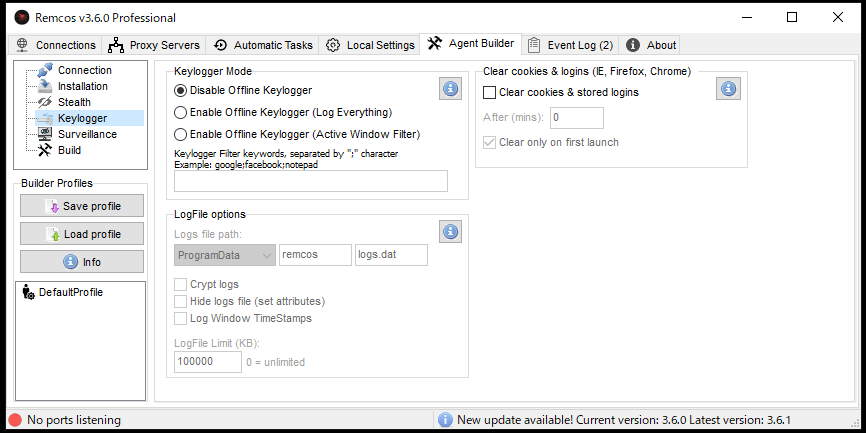 Remcos v3.6.0 Professional
Connections
Proxy Servers
Automatic Tasks
Local Settings
Agent Builder
Event Log (2)
About
Connection
Installation
Stealth
Keylogger
Surveillance
Build
Builder Profiles
Save profile
Load profile
Info
DefaultProfile
Keylogger Mode
Disable Offline Keylogger
Enable Offline Keylogger (Log Everything)
Enable Offline Keylogger (Active Window Filter)
Keylogger Filter keywords, separated by ";" character
Example: google;facebook;notepad
LogFile options
Logs file path:
ProgramData
remcos
logs.dat
Crypt logs
Hide logs file (set attributes)
Log Window TimeStamps
LogFile Limit (KB):
100000
0 = unlimited
Clear cookies & logins (IE, Firefox, Chrome)
Clear cookies & stored logins
After (mins):
0
Clear only on first launch
No ports listening
New update available! Current version: 3.6.0 Latest version: 3.6.1